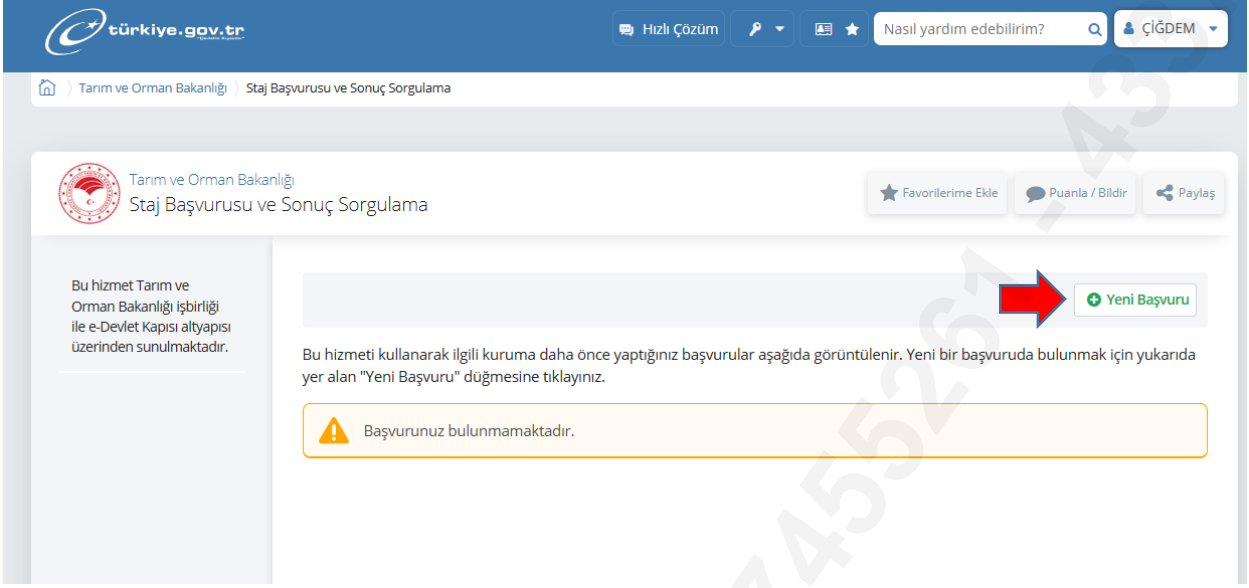 türkiye.gov.tr
Hızlı Çözüm
Nasıl yardım edebilirim?
ÇİĞDEM
Tarım ve Orman Bakanlığı
Staj Başvurusu ve Sonuç Sorgulama
Tarım ve Orman Bakanlığı
Staj Başvurusu ve Sonuç Sorgulama
Favorilerime Ekle
Puanla / Bildir
Paylaş
Bu hizmet Tarım ve
Orman Bakanlığı işbirliği
ile e-Devlet Kapısı altyapısı
üzerinden sunulmaktadır.
Yeni Başvuru
Bu hizmeti kullanarak ilgili kuruma daha önce yaptığınız başvurular aşağıda görüntülenir. Yeni bir başvuruda bulunmak için yukarıda
yer alan "Yeni Başvuru" düğmesine tıklayınız.
Başvurunuz bulunmamaktadır.